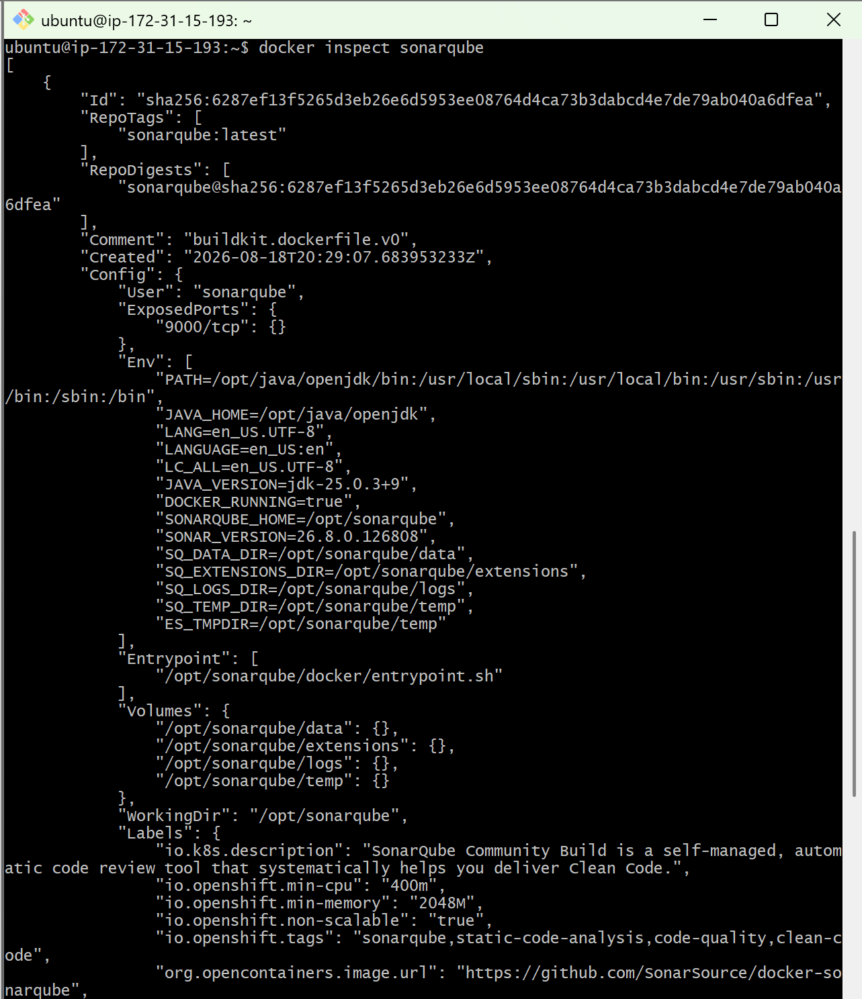 ubuntu@ip-172-31-15-193: ~
ubuntu@ip-172-31-15-193:~$ docker inspect sonarqube
[
    {
        "Id": "sha256:6287ef13f5265d3eb26e6d5953ee08764d4ca73b3dabcd4e7de79ab040a6dfea",
        "RepoTags": [
            "sonarqube:latest"
        ],
        "RepoDigests": [
            "sonarqube@sha256:6287ef13f5265d3eb26e6d5953ee08764d4ca73b3dabcd4e7de79ab040a
6dfea"
        ],
        "Comment": "buildkit.dockerfile.v0",
        "Created": "2026-08-18T20:29:07.683953233Z",
        "Config": {
            "User": "sonarqube",
            "ExposedPorts": {
                "9000/tcp": {}
            },
            "Env": [
                "PATH=/opt/java/openjdk/bin:/usr/local/sbin:/usr/local/bin:/usr/sbin:/usr
/bin:/sbin:/bin",
                "JAVA_HOME=/opt/java/openjdk",
                "LANG=en_US.UTF-8",
                "LANGUAGE=en_US:en",
                "LC_ALL=en_US.UTF-8",
                "JAVA_VERSION=jdk-25.0.3+9",
                "DOCKER_RUNNING=true",
                "SONARQUBE_HOME=/opt/sonarqube",
                "SONAR_VERSION=26.8.0.126808",
                "SQ_DATA_DIR=/opt/sonarqube/data",
                "SQ_EXTENSIONS_DIR=/opt/sonarqube/extensions",
                "SQ_LOGS_DIR=/opt/sonarqube/logs",
                "SQ_TEMP_DIR=/opt/sonarqube/temp",
                "ES_TMPDIR=/opt/sonarqube/temp"
            ],
            "Entrypoint": [
                "/opt/sonarqube/docker/entrypoint.sh"
            ],
            "Volumes": {
                "/opt/sonarqube/data": {},
                "/opt/sonarqube/extensions": {},
                "/opt/sonarqube/logs": {},
                "/opt/sonarqube/temp": {}
            },
            "WorkingDir": "/opt/sonarqube",
            "Labels": {
                "io.k8s.description": "SonarQube Community Build is a self-managed, autom
atic code review tool that systematically helps you deliver Clean Code.",
                "io.openshift.min-cpu": "400m",
                "io.openshift.min-memory": "2048M",
                "io.openshift.non-scalable": "true",
                "io.openshift.tags": "sonarqube,static-code-analysis,code-quality,clean-c
ode",
                "org.opencontainers.image.url": "https://github.com/SonarSource/docker-so
narqube",